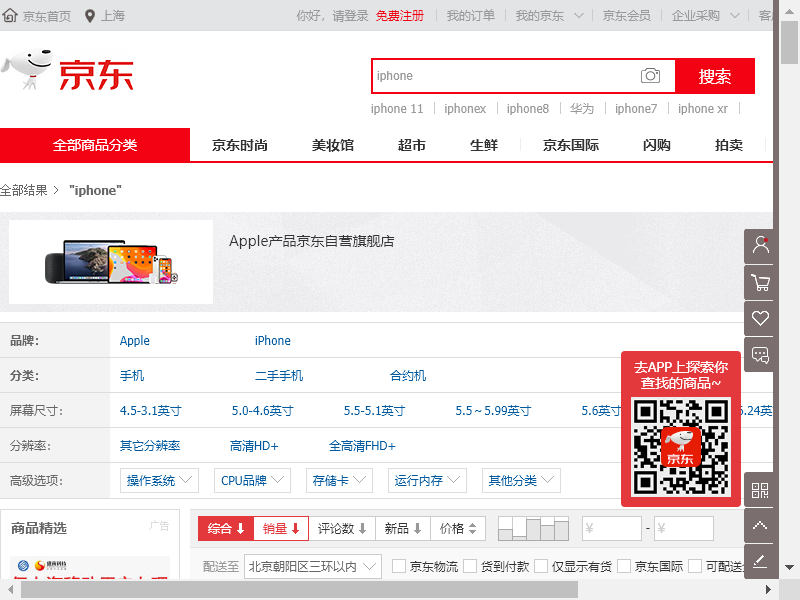 京东首页 上海 你好，请登录 免费注册 我的订单 我的京东 京东会员 企业采购 客
京东 iphone 搜索
iphone 11 iphonex iphone8 华为 iphone7 iphone xr
全部商品分类 京东时尚 美妆馆 超市 生鲜 京东国际 闪购 拍卖
全部结果 > "iphone"
Apple产品京东自营旗舰店
品牌: Apple iPhone
分类: 手机 二手手机 合约机
去APP上探索你
查找的商品~
京东
屏幕尺寸: 4.5-3.1英寸 5.0-4.6英寸 5.5-5.1英寸 5.5～5.99英寸 5.6英寸 5.24英
分辨率: 其它分辨率 高清HD+ 全高清FHD+
高级选项: 操作系统 CPU品牌 存储卡 运行内存 其他分类
商品精选 广告
综合 销量 评论数 新品 价格 ¥ - ¥
配送至 北京朝阳区三环以内 京东物流 货到付款 仅显示有货 京东国际 可配送全